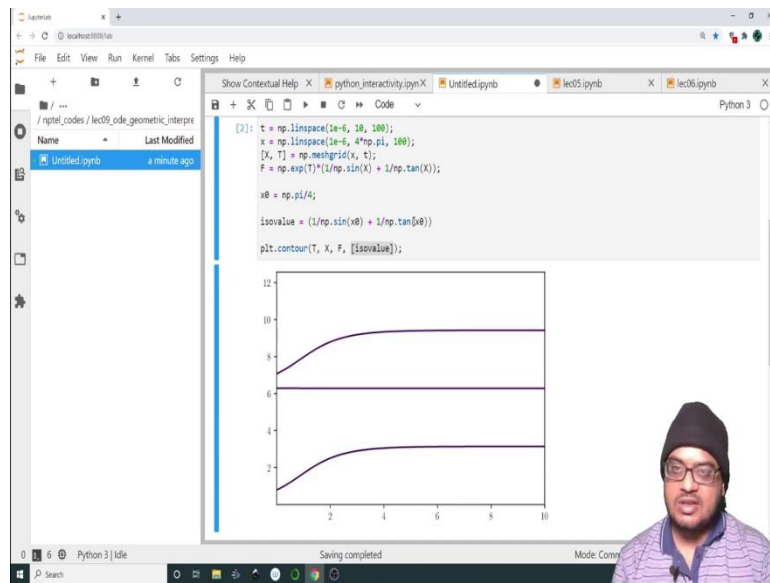 JupyterLab
localhost:8888/lab
File Edit View Run Kernel Tabs Settings Help
Show Contextual Help
python_interactivity.ipyn
Untitled.ipynb
lec05.ipynb
lec06.ipynb
Code
Python 3
/ nptel_codes / lec09_ode_geometric_interpre
Name Last Modified
Untitled.ipynb a minute ago
[2]: t = np.linspace(1e-6, 10, 100);
x = np.linspace(1e-6, 4*np.pi, 100);
[X, T] = np.meshgrid(x, t);
F = np.exp(T)*(1/np.sin(X) + 1/np.tan(X));
x0 = np.pi/4;
isovalue = (1/np.sin(x0) + 1/np.tan(x0))
plt.contour(T, X, F, [isovalue]);
12
10
8
6
4
2
2 4 6 8 10
0 6 Python 3 | Idle Saving completed Mode: Comm
Search